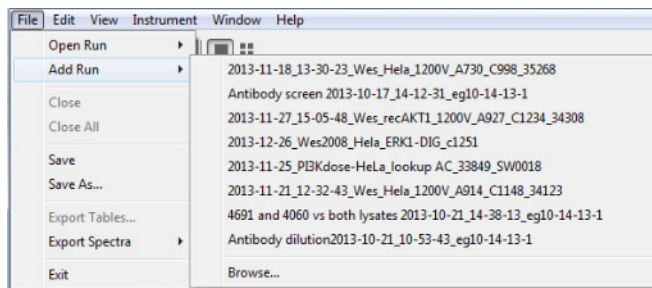 File Edit View Instrument Window Help
Open Run
Add Run
2013-11-18_13-30-23_Wes_Hela_1200V_A730_C998_35268
Antibody screen 2013-10-17_14-12-31_eg10-14-13-1
Close
2013-11-27_15-05-48_Wes_recAKT1_1200V_A927_C1234_34308
Close All
2013-12-26_Wes2008_Hela_ERK1-DIG_c1251
Save
2013-11-25_PI3Kdose-HeLa_lookup AC_33849_SW0018
Save As...
2013-11-21_12-32-43_Wes_Hela_1200V_A914_C1148_34123
Export Tables...
4691 and 4060 vs both lysates 2013-10-21_14-38-13_eg10-14-13-1
Export Spectra
Antibody dilution2013-10-21_10-53-43_eg10-14-13-1
Exit
Browse...